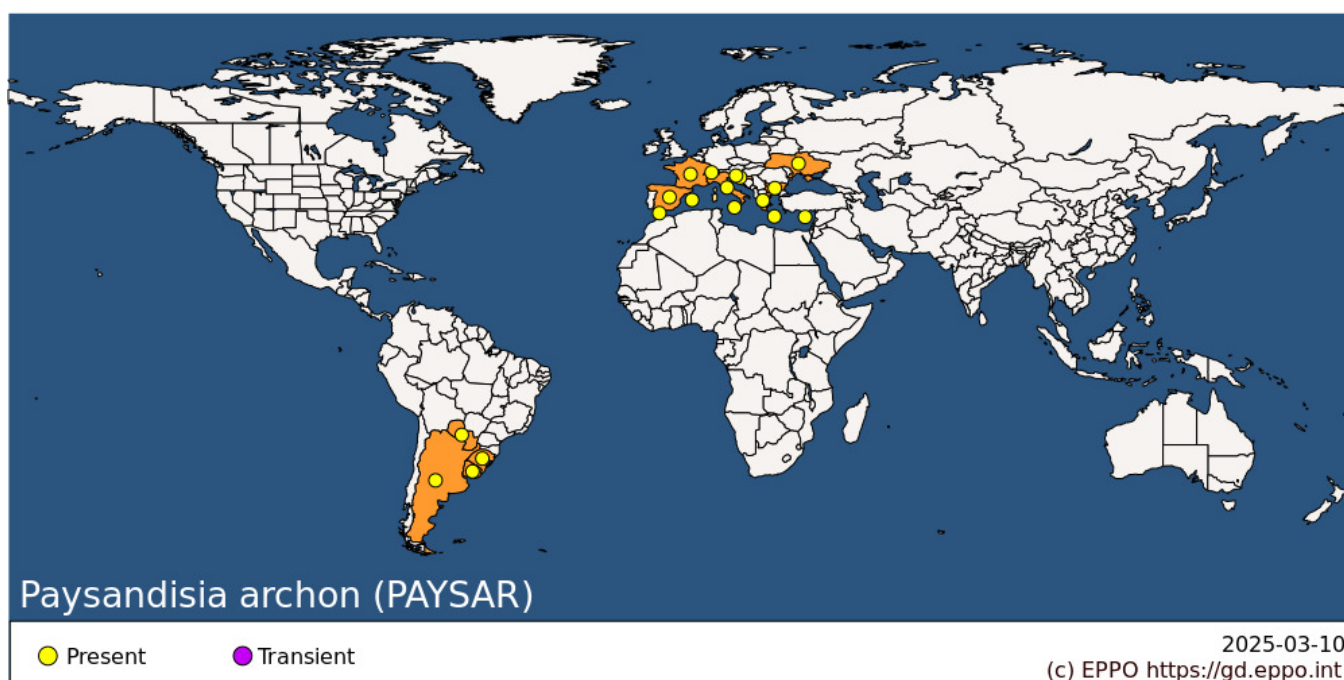 Paysandisia archon (PAYSAR)
Present
Transient
2025-03-10
(c) EPPO https://gd.eppo.int